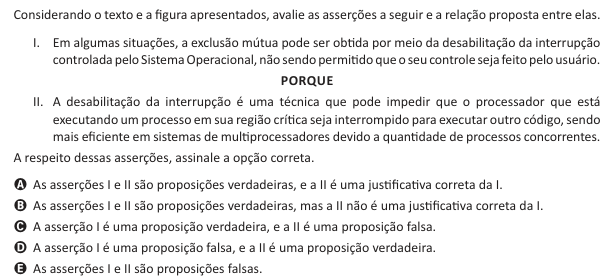 Considerando o texto e a figura apresentados, avalie as asserções a seguir e a relação proposta entre elas.
I. Em algumas situações, a exclusão mútua pode ser obtida por meio da desabilitação da interrupção
controlada pelo Sistema Operacional, não sendo permitido que o seu controle seja feito pelo usuário.
PORQUE
II. A desabilitação da interrupção é uma técnica que pode impedir que o processador que está
executando um processo em sua região crítica seja interrompido para executar outro código, sendo
mais eficiente em sistemas de multiprocessadores devido a quantidade de processos concorrentes.
A respeito dessas asserções, assinale a opção correta.
A As asserções I e II são proposições verdadeiras, e a II é uma justificativa correta da I.
B As asserções I e II são proposições verdadeiras, mas a II não é uma justificativa correta da I.
C A asserção I é uma proposição verdadeira, e a II é uma proposição falsa.
D A asserção I é uma proposição falsa, e a II é uma proposição verdadeira.
E As asserções I e II são proposições falsas.